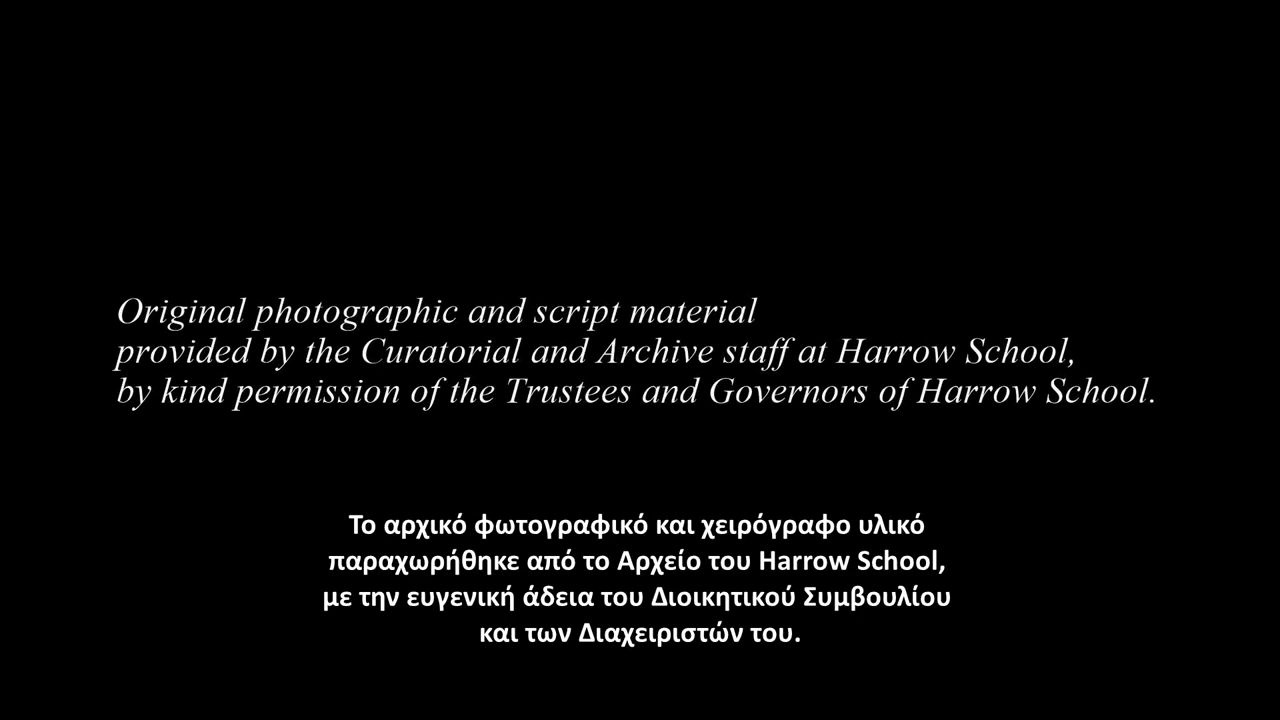 Original photographic and script material
provided by the Curatorial and Archive staff at Harrow School,
by kind permission of the Trustees and Governors of Harrow School.
Το αρχικό φωτογραφικό και χειρόγραφο υλικό
παραχωρήθηκε από το Αρχείο του Harrow School,
με την ευγενική άδεια του Διοικητικού Συμβουλίου
και των Διαχειριστών του.